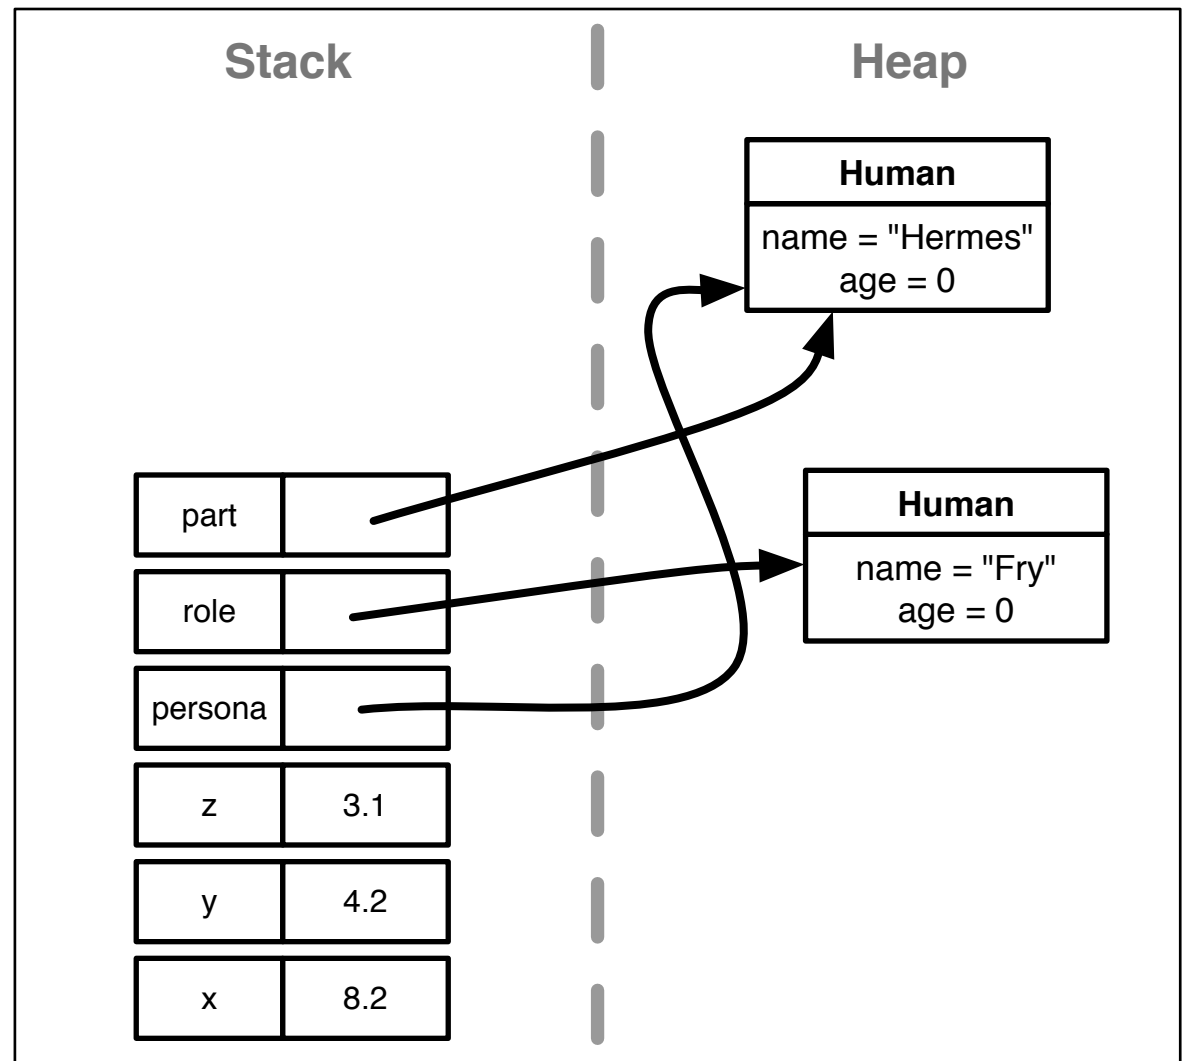 Stack
Heap
Human
name = "Hermes"
age = 0
part
role
persona
z 3.1
y 4.2
x 8.2
Human
name = "Fry"
age = 0